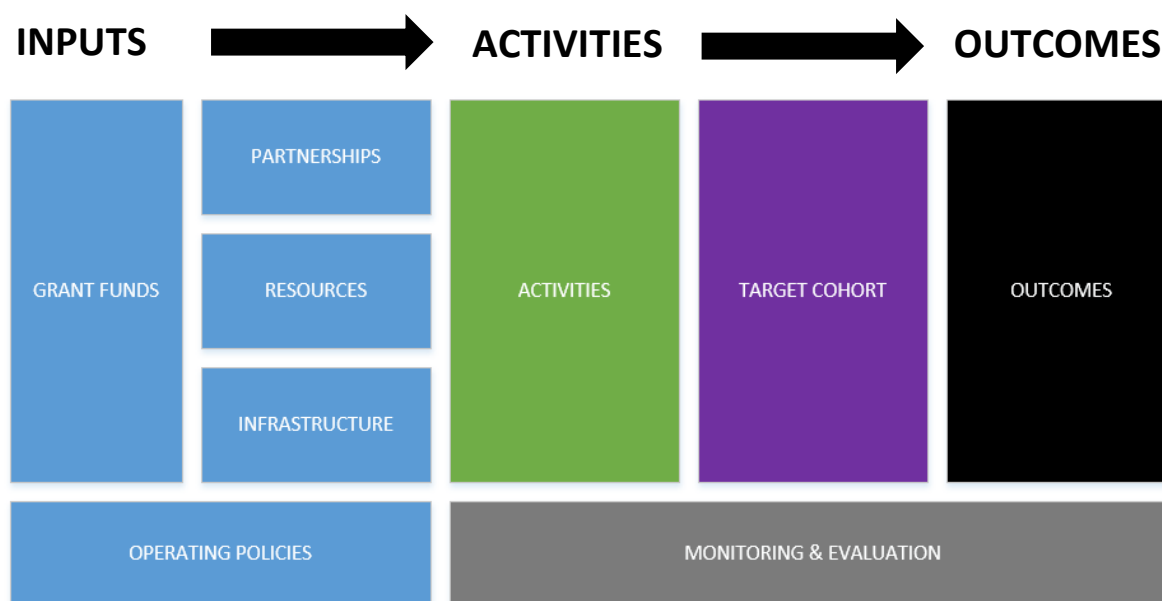 INPUTS
ACTIVITIES
OUTCOMES
GRANT FUNDS
PARTNERSHIPS
RESOURCES
INFRASTRUCTURE
ACTIVITIES
TARGET COHORT
OUTCOMES
OPERATING POLICIES
MONITORING & EVALUATION